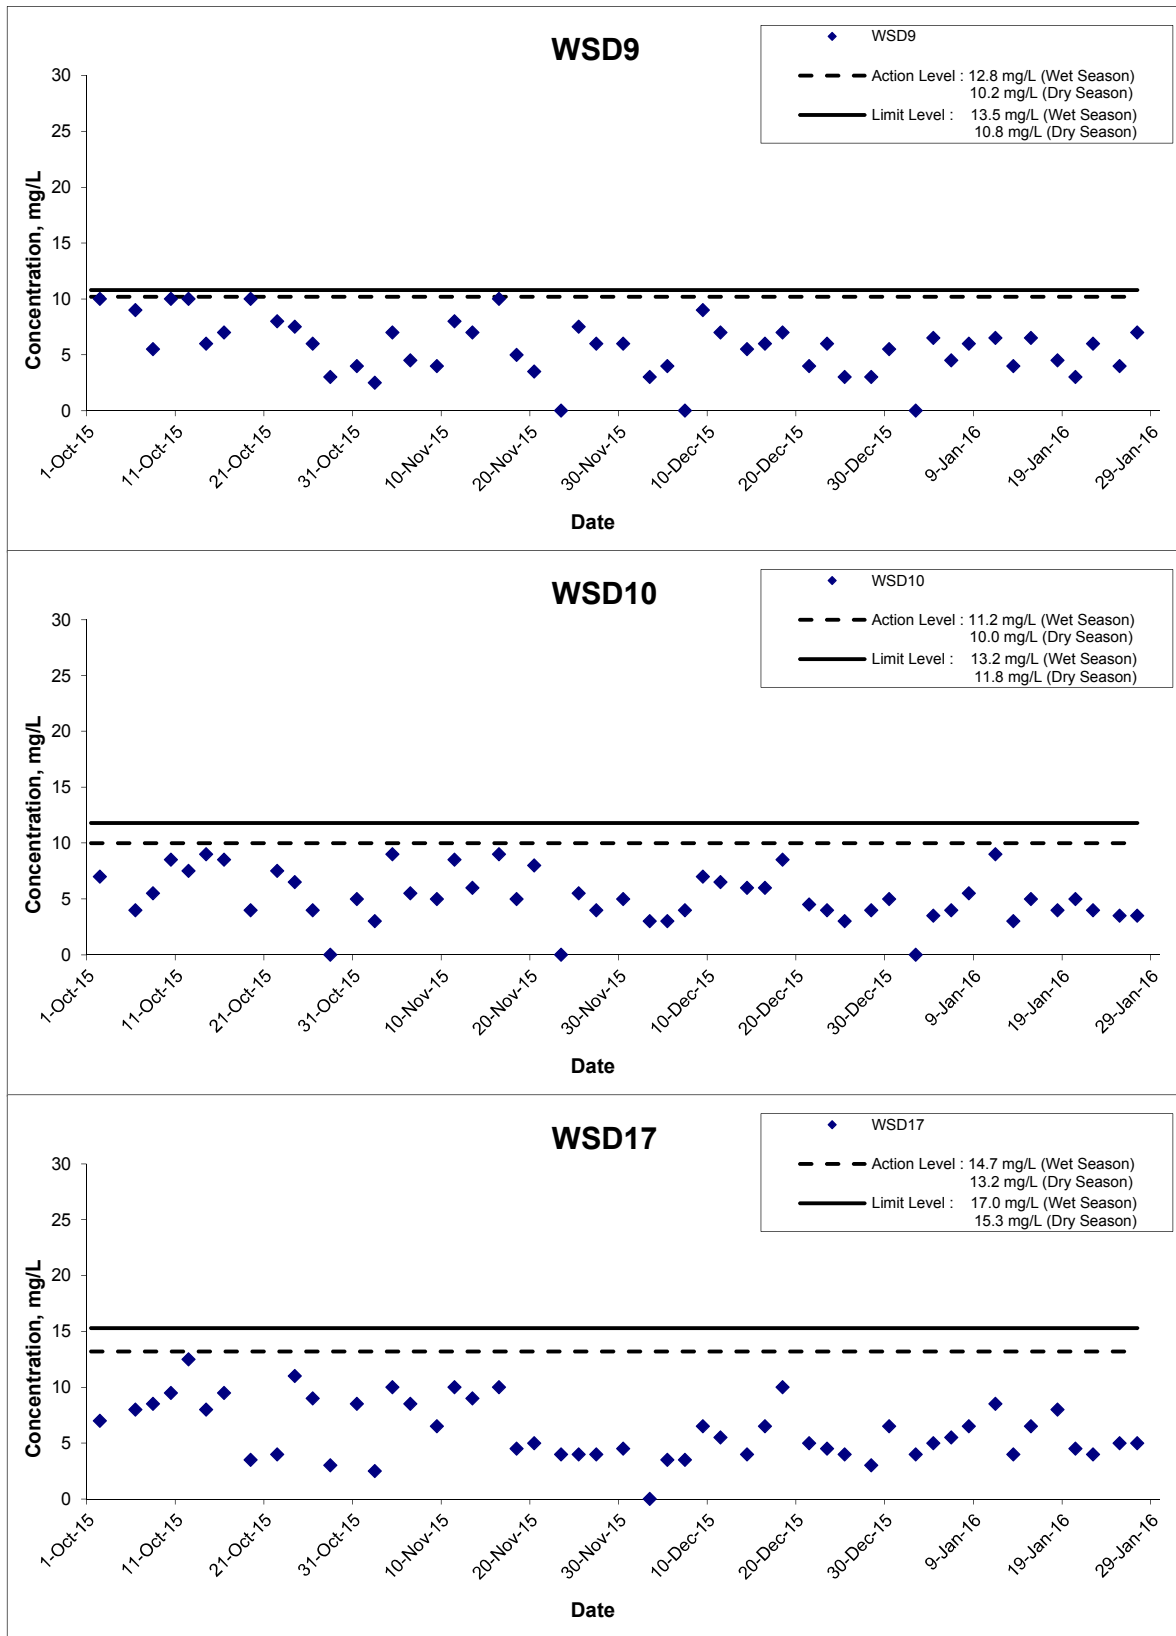 WSD9
WSD9
Action Level : 12.8 mg/L (Wet Season)
10.2 mg/L (Dry Season)
Limit Level : 13.5 mg/L (Wet Season)
10.8 mg/L (Dry Season)
30
25
20
15
10
5
0
Concentration, mg/L
1-Oct-15
11-Oct-15
21-Oct-15
31-Oct-15
10-Nov-15
20-Nov-15
30-Nov-15
10-Dec-15
20-Dec-15
30-Dec-15
9-Jan-16
19-Jan-16
29-Jan-16
Date
WSD10
WSD10
Action Level : 11.2 mg/L (Wet Season)
10.0 mg/L (Dry Season)
Limit Level : 13.2 mg/L (Wet Season)
11.8 mg/L (Dry Season)
30
25
20
15
10
5
0
Concentration, mg/L
1-Oct-15
11-Oct-15
21-Oct-15
31-Oct-15
10-Nov-15
20-Nov-15
30-Nov-15
10-Dec-15
20-Dec-15
30-Dec-15
9-Jan-16
19-Jan-16
29-Jan-16
Date
WSD17
WSD17
Action Level : 14.7 mg/L (Wet Season)
13.2 mg/L (Dry Season)
Limit Level : 17.0 mg/L (Wet Season)
15.3 mg/L (Dry Season)
30
25
20
15
10
5
0
Concentration, mg/L
1-Oct-15
11-Oct-15
21-Oct-15
31-Oct-15
10-Nov-15
20-Nov-15
30-Nov-15
10-Dec-15
20-Dec-15
30-Dec-15
9-Jan-16
19-Jan-16
29-Jan-16
Date